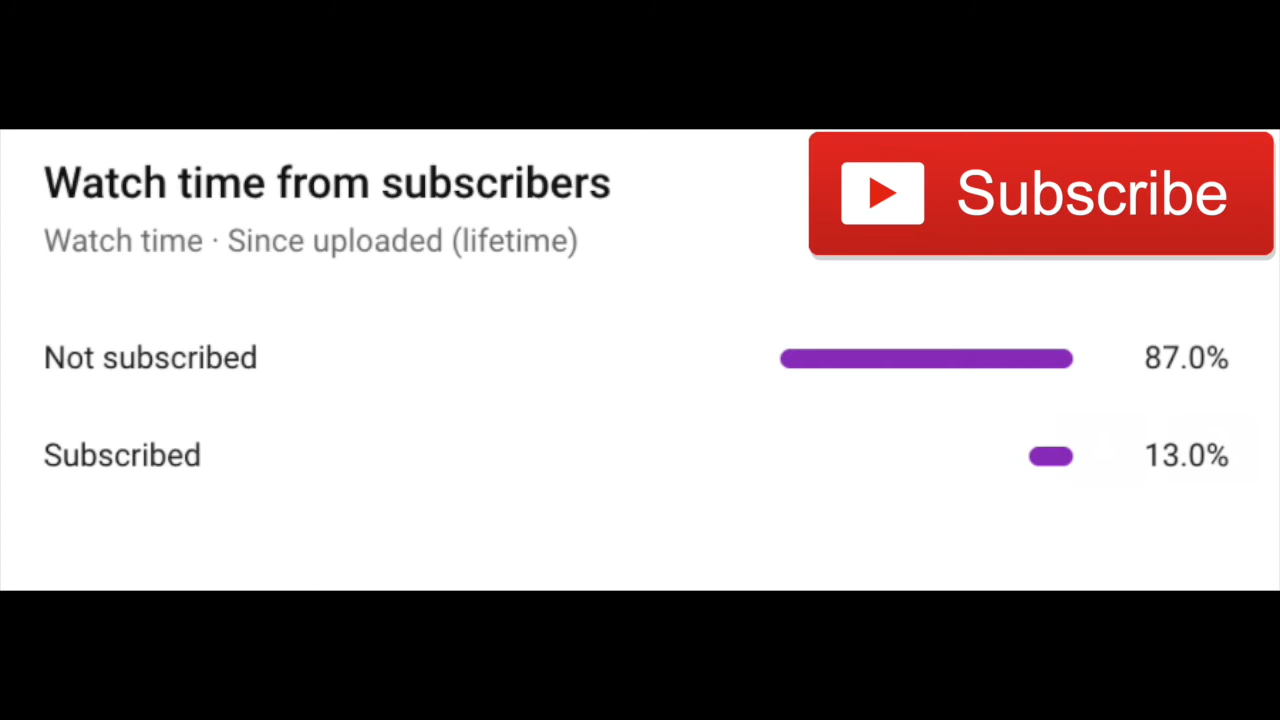 Watch time from subscribers
Subscribe
Watch time · Since uploaded (lifetime)
Not subscribed 87.0%
Subscribed 13.0%